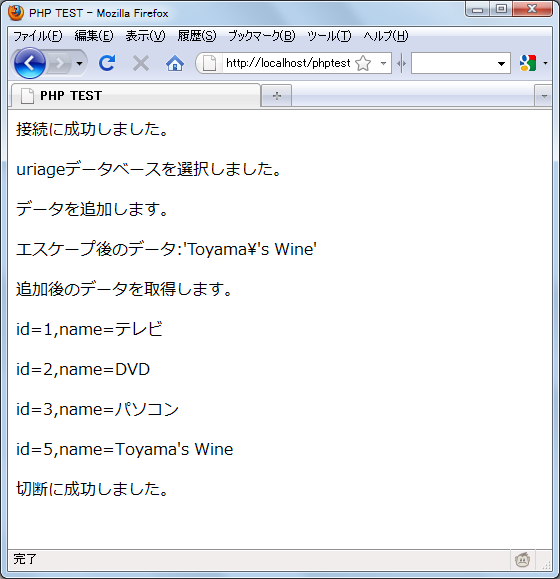 PHP TEST - Mozilla Firefox
ファイル(F) 編集(E) 表示(V) 履歴(S) ブックマーク(B) ツール(T) ヘルプ(H)
http://localhost/phptest
PHP TEST
接続に成功しました。
uriageデータベースを選択しました。
データを追加します。
エスケープ後のデータ:'Toyama¥'s Wine'
追加後のデータを取得します。
id=1,name=テレビ
id=2,name=DVD
id=3,name=パソコン
id=5,name=Toyama's Wine
切断に成功しました。
完了